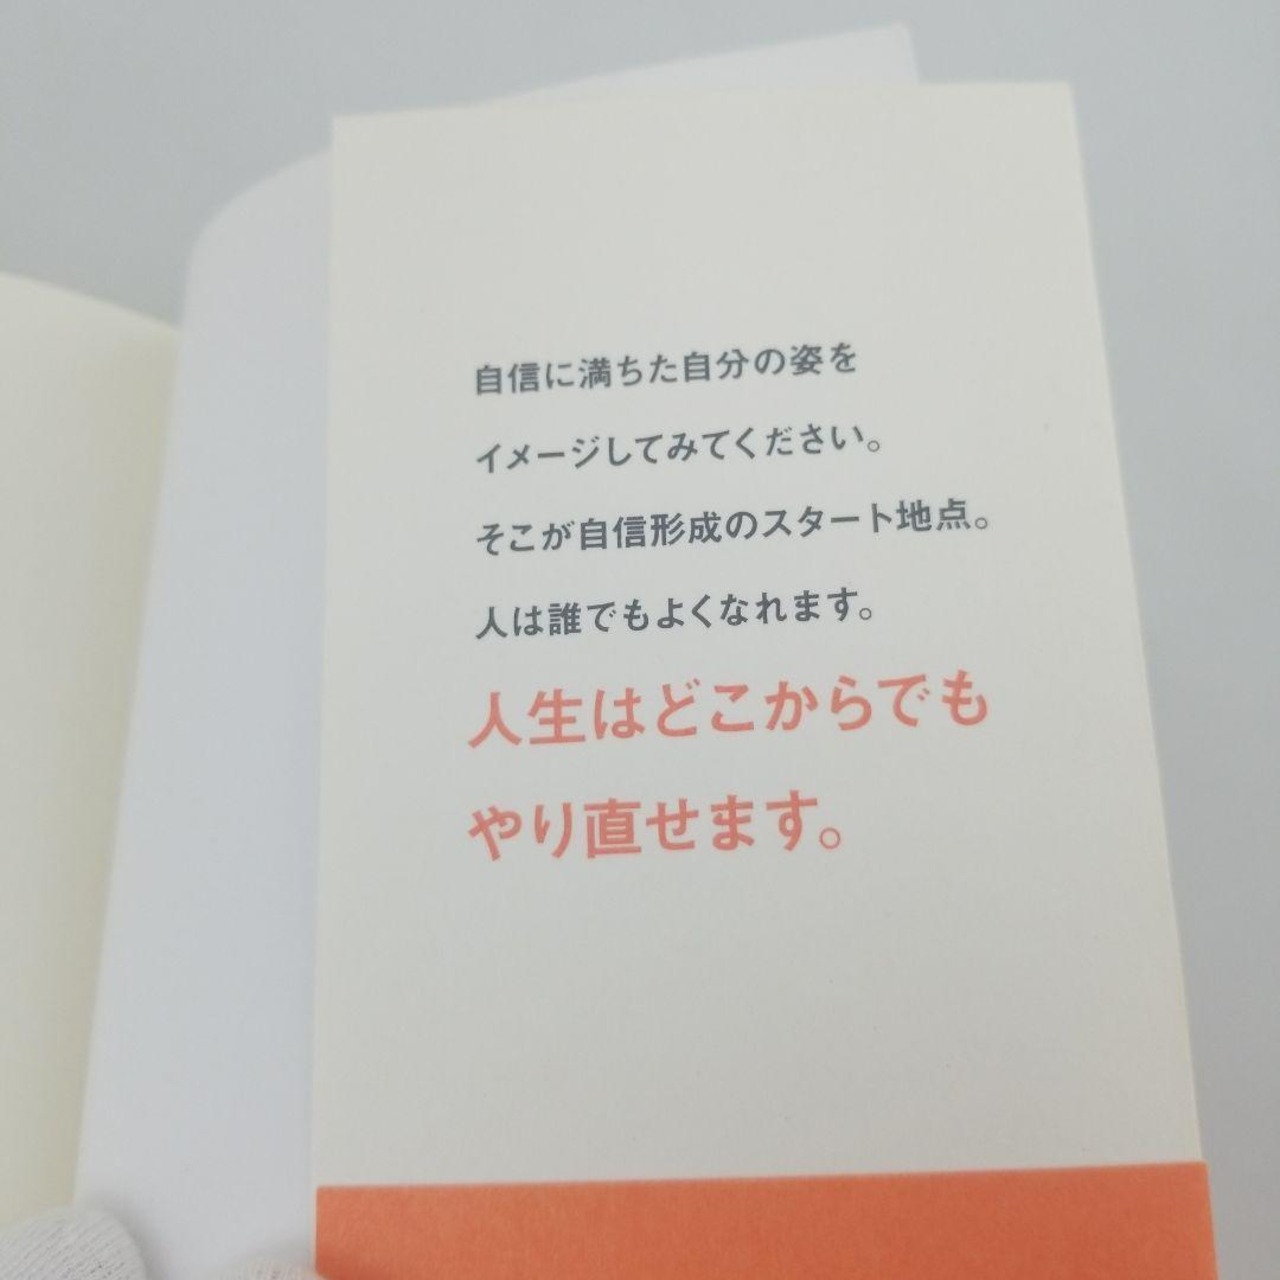 自信に満ちた自分の姿を
イメージしてみてください。
そこが自信形成のスタート地点。
人は誰でもよくなれます。
人生はどこからでも
やり直せます。